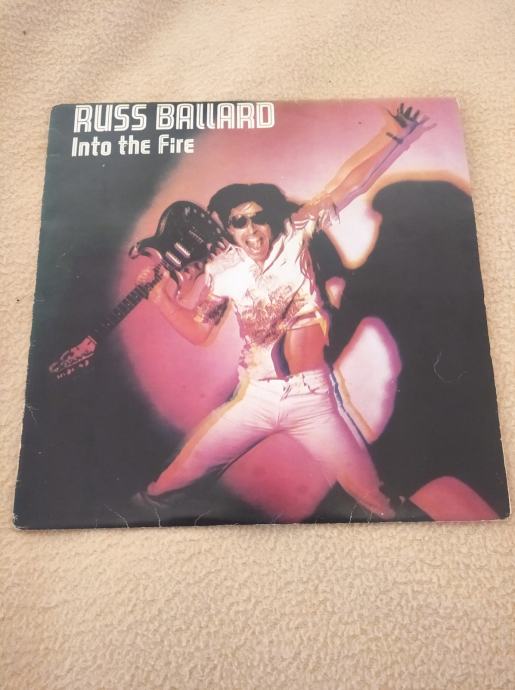 RUSS BALLARD
Into the Fire